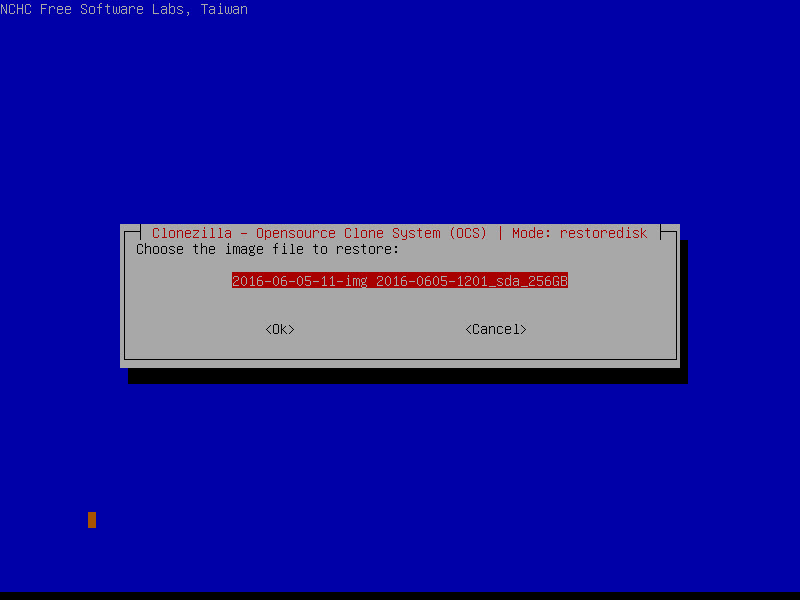 NCHC Free Software Labs, Taiwan
Clonezilla - Opensource Clone System (OCS) | Mode: restoredisk
Choose the image file to restore:
2016-06-05-11-img 2016-0605-1201_sda_256GB
<Ok> <Cancel>